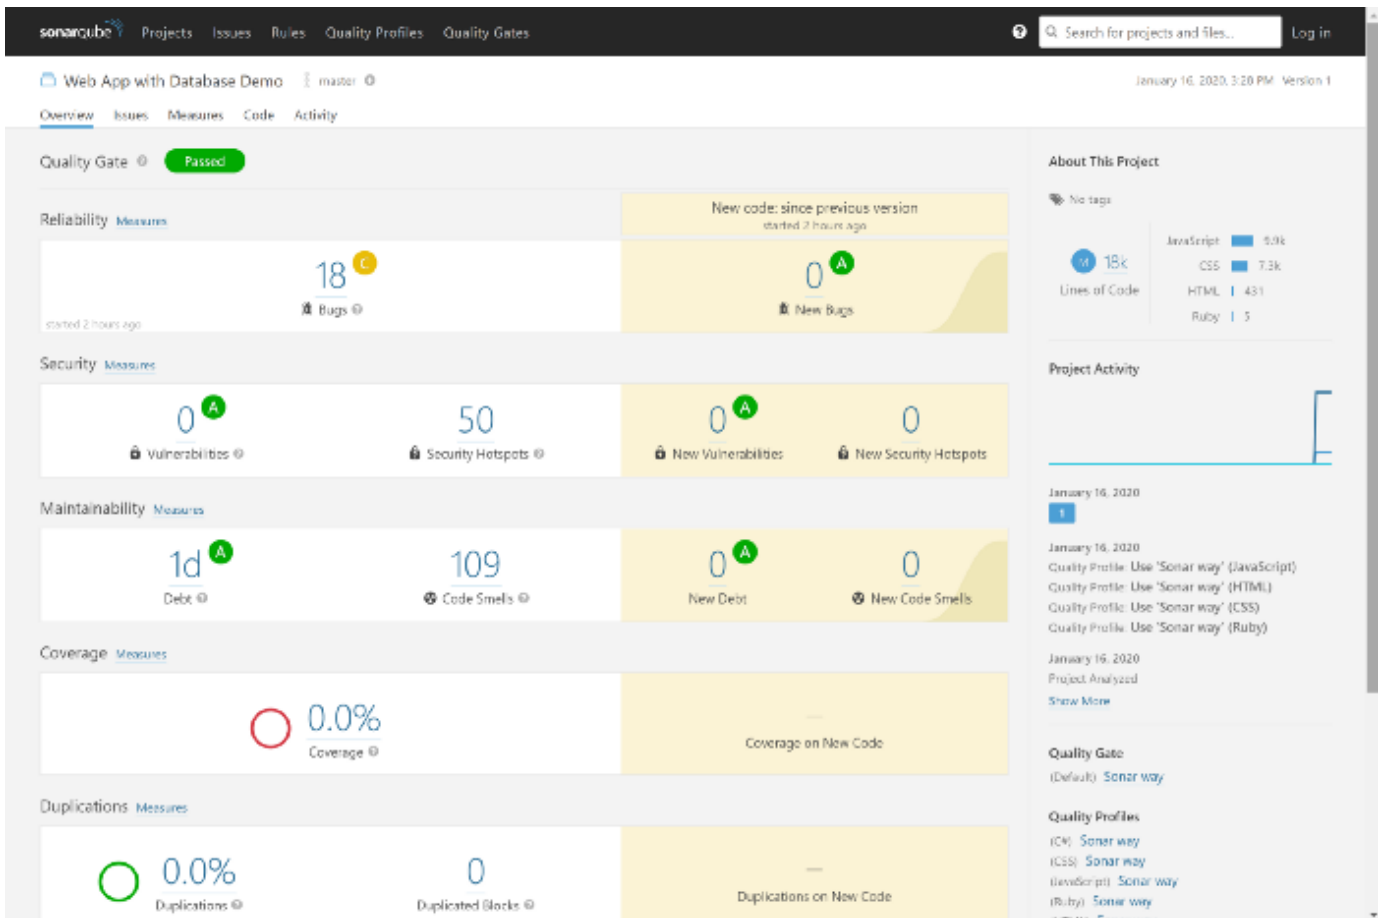 sonarqube Projects Issues Rules Quality Profiles Quality Gates ? Search for projects and files... Log in
Web App with Database Demo master January 16, 2020, 3:28 PM Version 1
Overview Issues Measures Code Activity
Quality Gate Passed
Reliability Measures
New code: since previous version
started 2 hours ago
18 C
Bugs
started 2 hours ago
0 A
New Bugs
Security Measures
0 A
Vulnerabilities
50
Security Hotspots
0 A
New Vulnerabilities
0
New Security Hotspots
Maintainability Measures
1d A
Debt
109
Code Smells
0 A
New Debt
0
New Code Smells
Coverage Measures
0.0%
Coverage
—
Coverage on New Code
Duplications Measures
0.0%
Duplications
0
Duplicated Blocks
—
Duplications on New Code
About This Project
No tags
M 18k
Lines of Code
JavaScript 9.9k
CSS 7.3k
HTML 431
Ruby 5
Project Activity
January 16, 2020
1
January 16, 2020
Quality Profile: Use 'Sonar way' (JavaScript)
Quality Profile: Use 'Sonar way' (HTML)
Quality Profile: Use 'Sonar way' (CSS)
Quality Profile: Use 'Sonar way' (Ruby)
January 16, 2020
Project Analyzed
Show More
Quality Gate
(Default) Sonar way
Quality Profiles
(C#) Sonar way
(CSS) Sonar way
(JavaScript) Sonar way
(Ruby) Sonar way